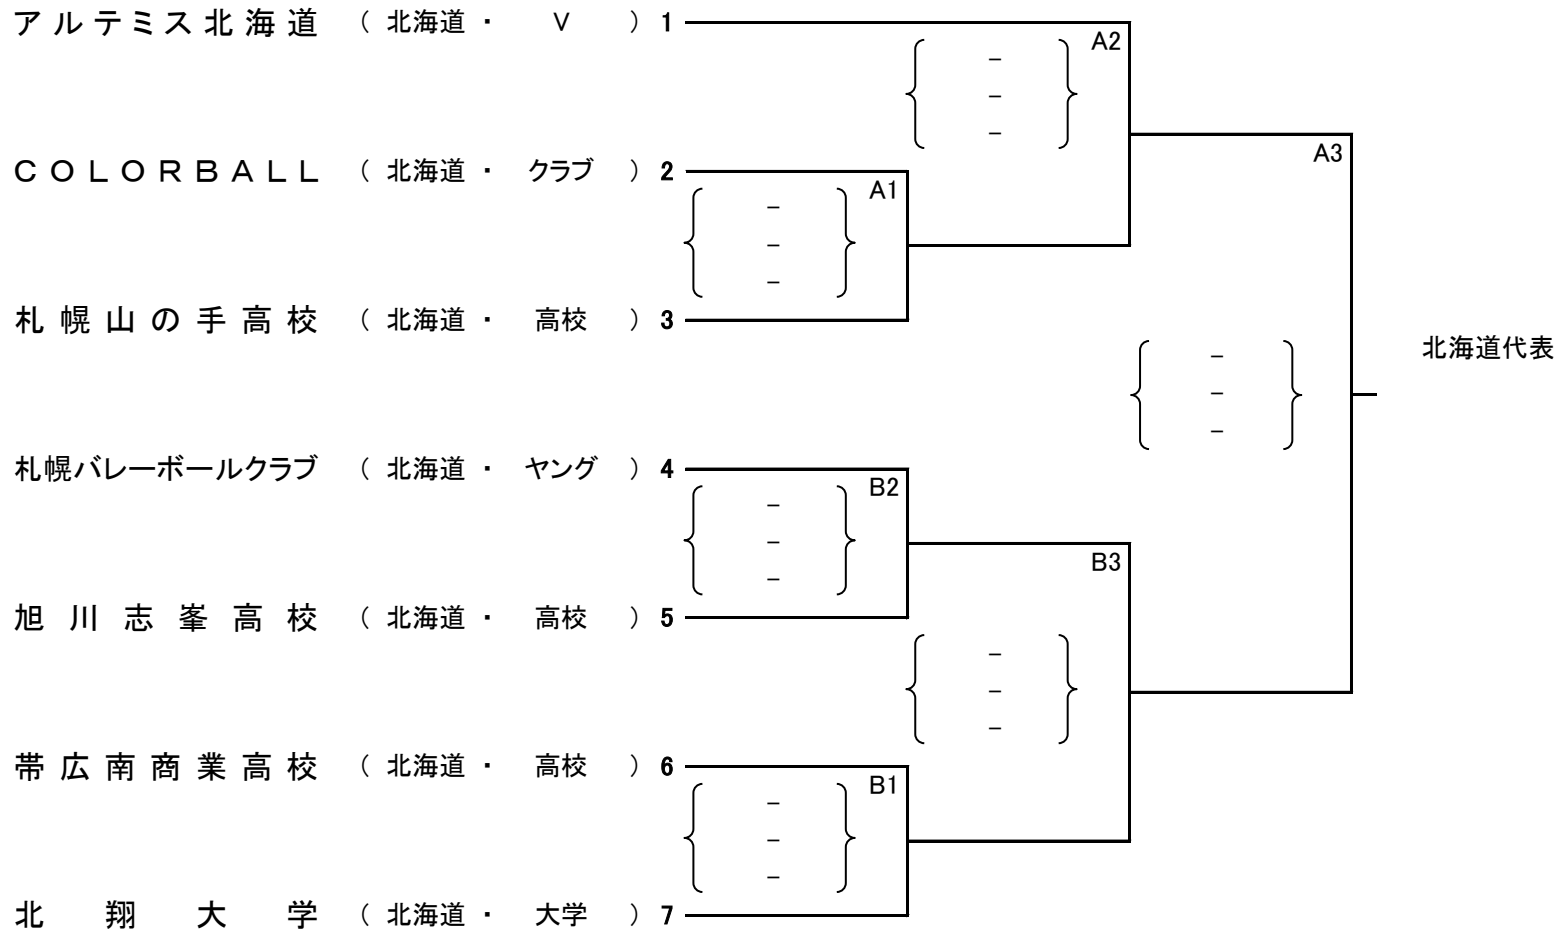 アルテミス北海道 （ 北海道 ・ V ） 1
A2
－
－
－
A3
ＣＯＬＯＲＢＡＬＬ （ 北海道 ・ クラブ ） 2
A1
－
－
－
札幌山の手高校 （ 北海道 ・ 高校 ） 3
北海道代表
－
－
－
札幌バレーボールクラブ （ 北海道 ・ ヤング ） 4
B2
－
－
－
B3
旭川志峯高校 （ 北海道 ・ 高校 ） 5
－
－
－
帯広南商業高校 （ 北海道 ・ 高校 ） 6
B1
－
－
－
北翔大学 （ 北海道 ・ 大学 ） 7